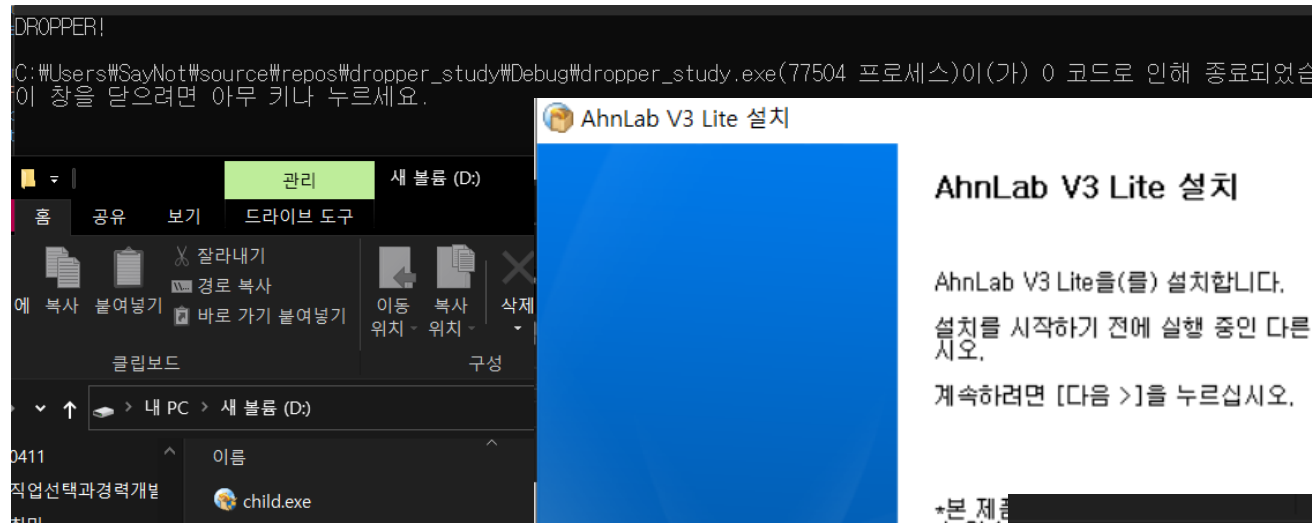 DROPPER!
C:₩Users₩SayNot₩source₩repos₩dropper_study₩Debug₩dropper_study.exe(77504 프로세스)이(가) 0 코드로 인해 종료되었습
이 창을 닫으려면 아무 키나 누르세요.
AhnLab V3 Lite 설치
관리
새 볼륨 (D:)
홈
공유
보기
드라이브 도구
에
복사
붙여넣기
잘라내기
경로 복사
바로 가기 붙여넣기
이동
위치
복사
위치
삭제
클립보드
구성
내 PC > 새 볼륨 (D:)
0411
직업선택과경력개발
이름
child.exe
AhnLab V3 Lite 설치
AhnLab V3 Lite을(를) 설치합니다.
설치를 시작하기 전에 실행 중인 다른
시오.
계속하려면 [다음 >]을 누르십시오.
*본 제품